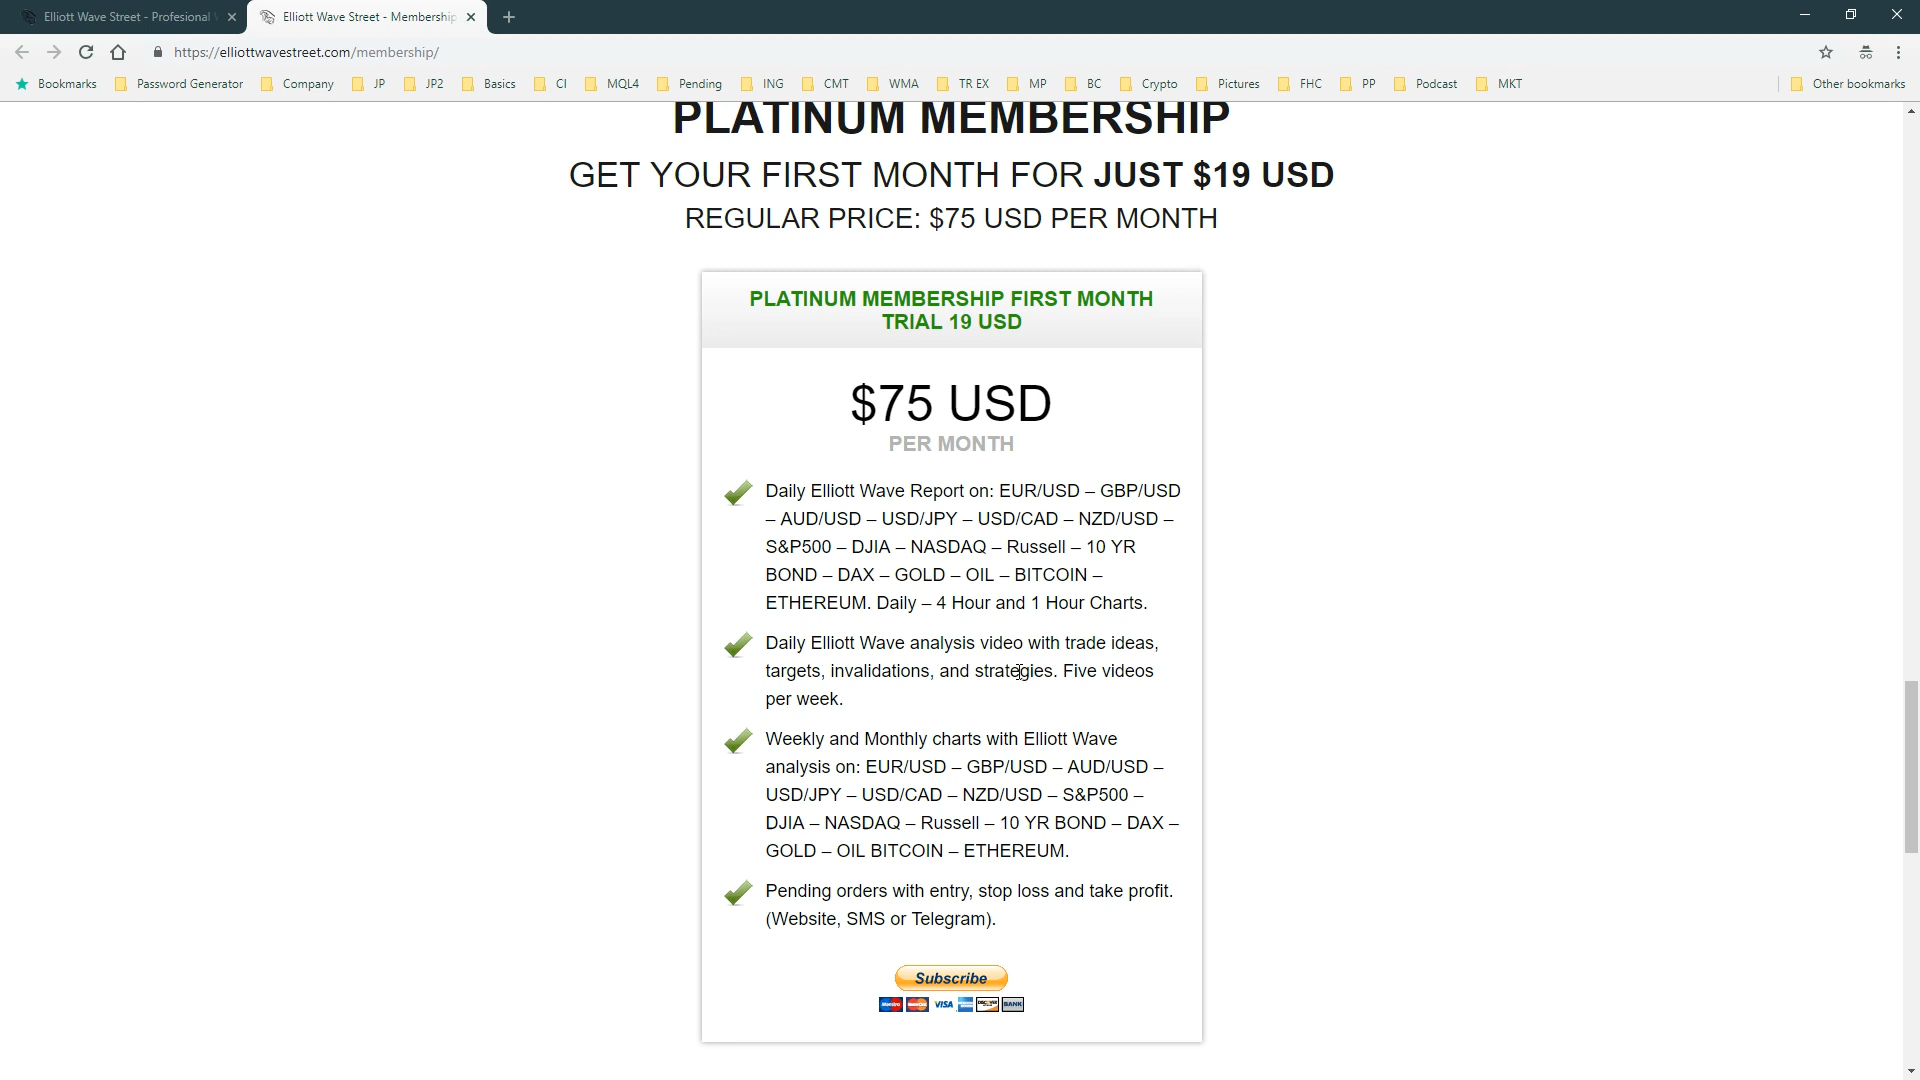 Elliott Wave Street - Profesional
Elliott Wave Street - Membership
https://elliottwavestreet.com/membership/
Bookmarks Password Generator Company JP JP2 Basics CI MQL4 Pending ING CMT WMA TR EX MP BC Crypto Pictures FHC PP Podcast MKT Other bookmarks
PLATINUM MEMBERSHIP
GET YOUR FIRST MONTH FOR JUST $19 USD
REGULAR PRICE: $75 USD PER MONTH
PLATINUM MEMBERSHIP FIRST MONTH
TRIAL 19 USD
$75 USD
PER MONTH
Daily Elliott Wave Report on: EUR/USD – GBP/USD
– AUD/USD – USD/JPY – USD/CAD – NZD/USD –
S&P500 – DJIA – NASDAQ – Russell – 10 YR
BOND – DAX – GOLD – OIL – BITCOIN –
ETHEREUM. Daily – 4 Hour and 1 Hour Charts.
Daily Elliott Wave analysis video with trade ideas,
targets, invalidations, and strategies. Five videos
per week.
Weekly and Monthly charts with Elliott Wave
analysis on: EUR/USD – GBP/USD – AUD/USD –
USD/JPY – USD/CAD – NZD/USD – S&P500 –
DJIA – NASDAQ – Russell – 10 YR BOND – DAX –
GOLD – OIL BITCOIN – ETHEREUM.
Pending orders with entry, stop loss and take profit.
(Website, SMS or Telegram).
Subscribe
VISA BANK